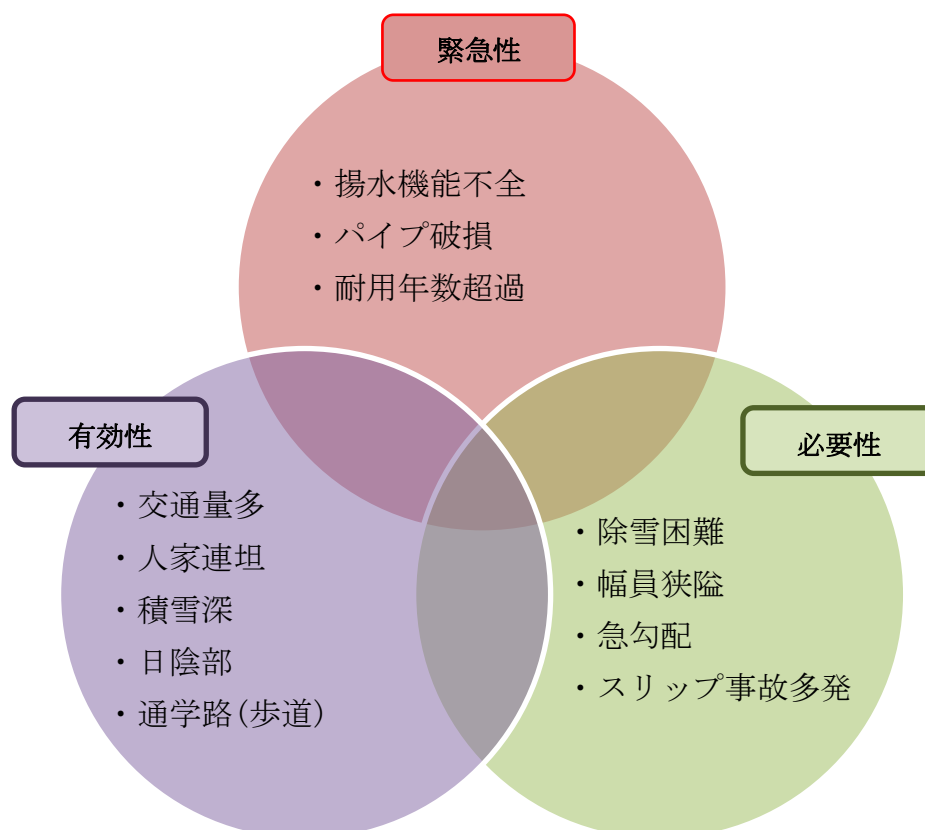 緊急性
・揚水機能不全
・パイプ破損
・耐用年数超過
有効性
・交通量多
・人家連坦
・積雪深
・日陰部
・通学路(歩道)
必要性
・除雪困難
・幅員狭隘
・急勾配
・スリップ事故多発